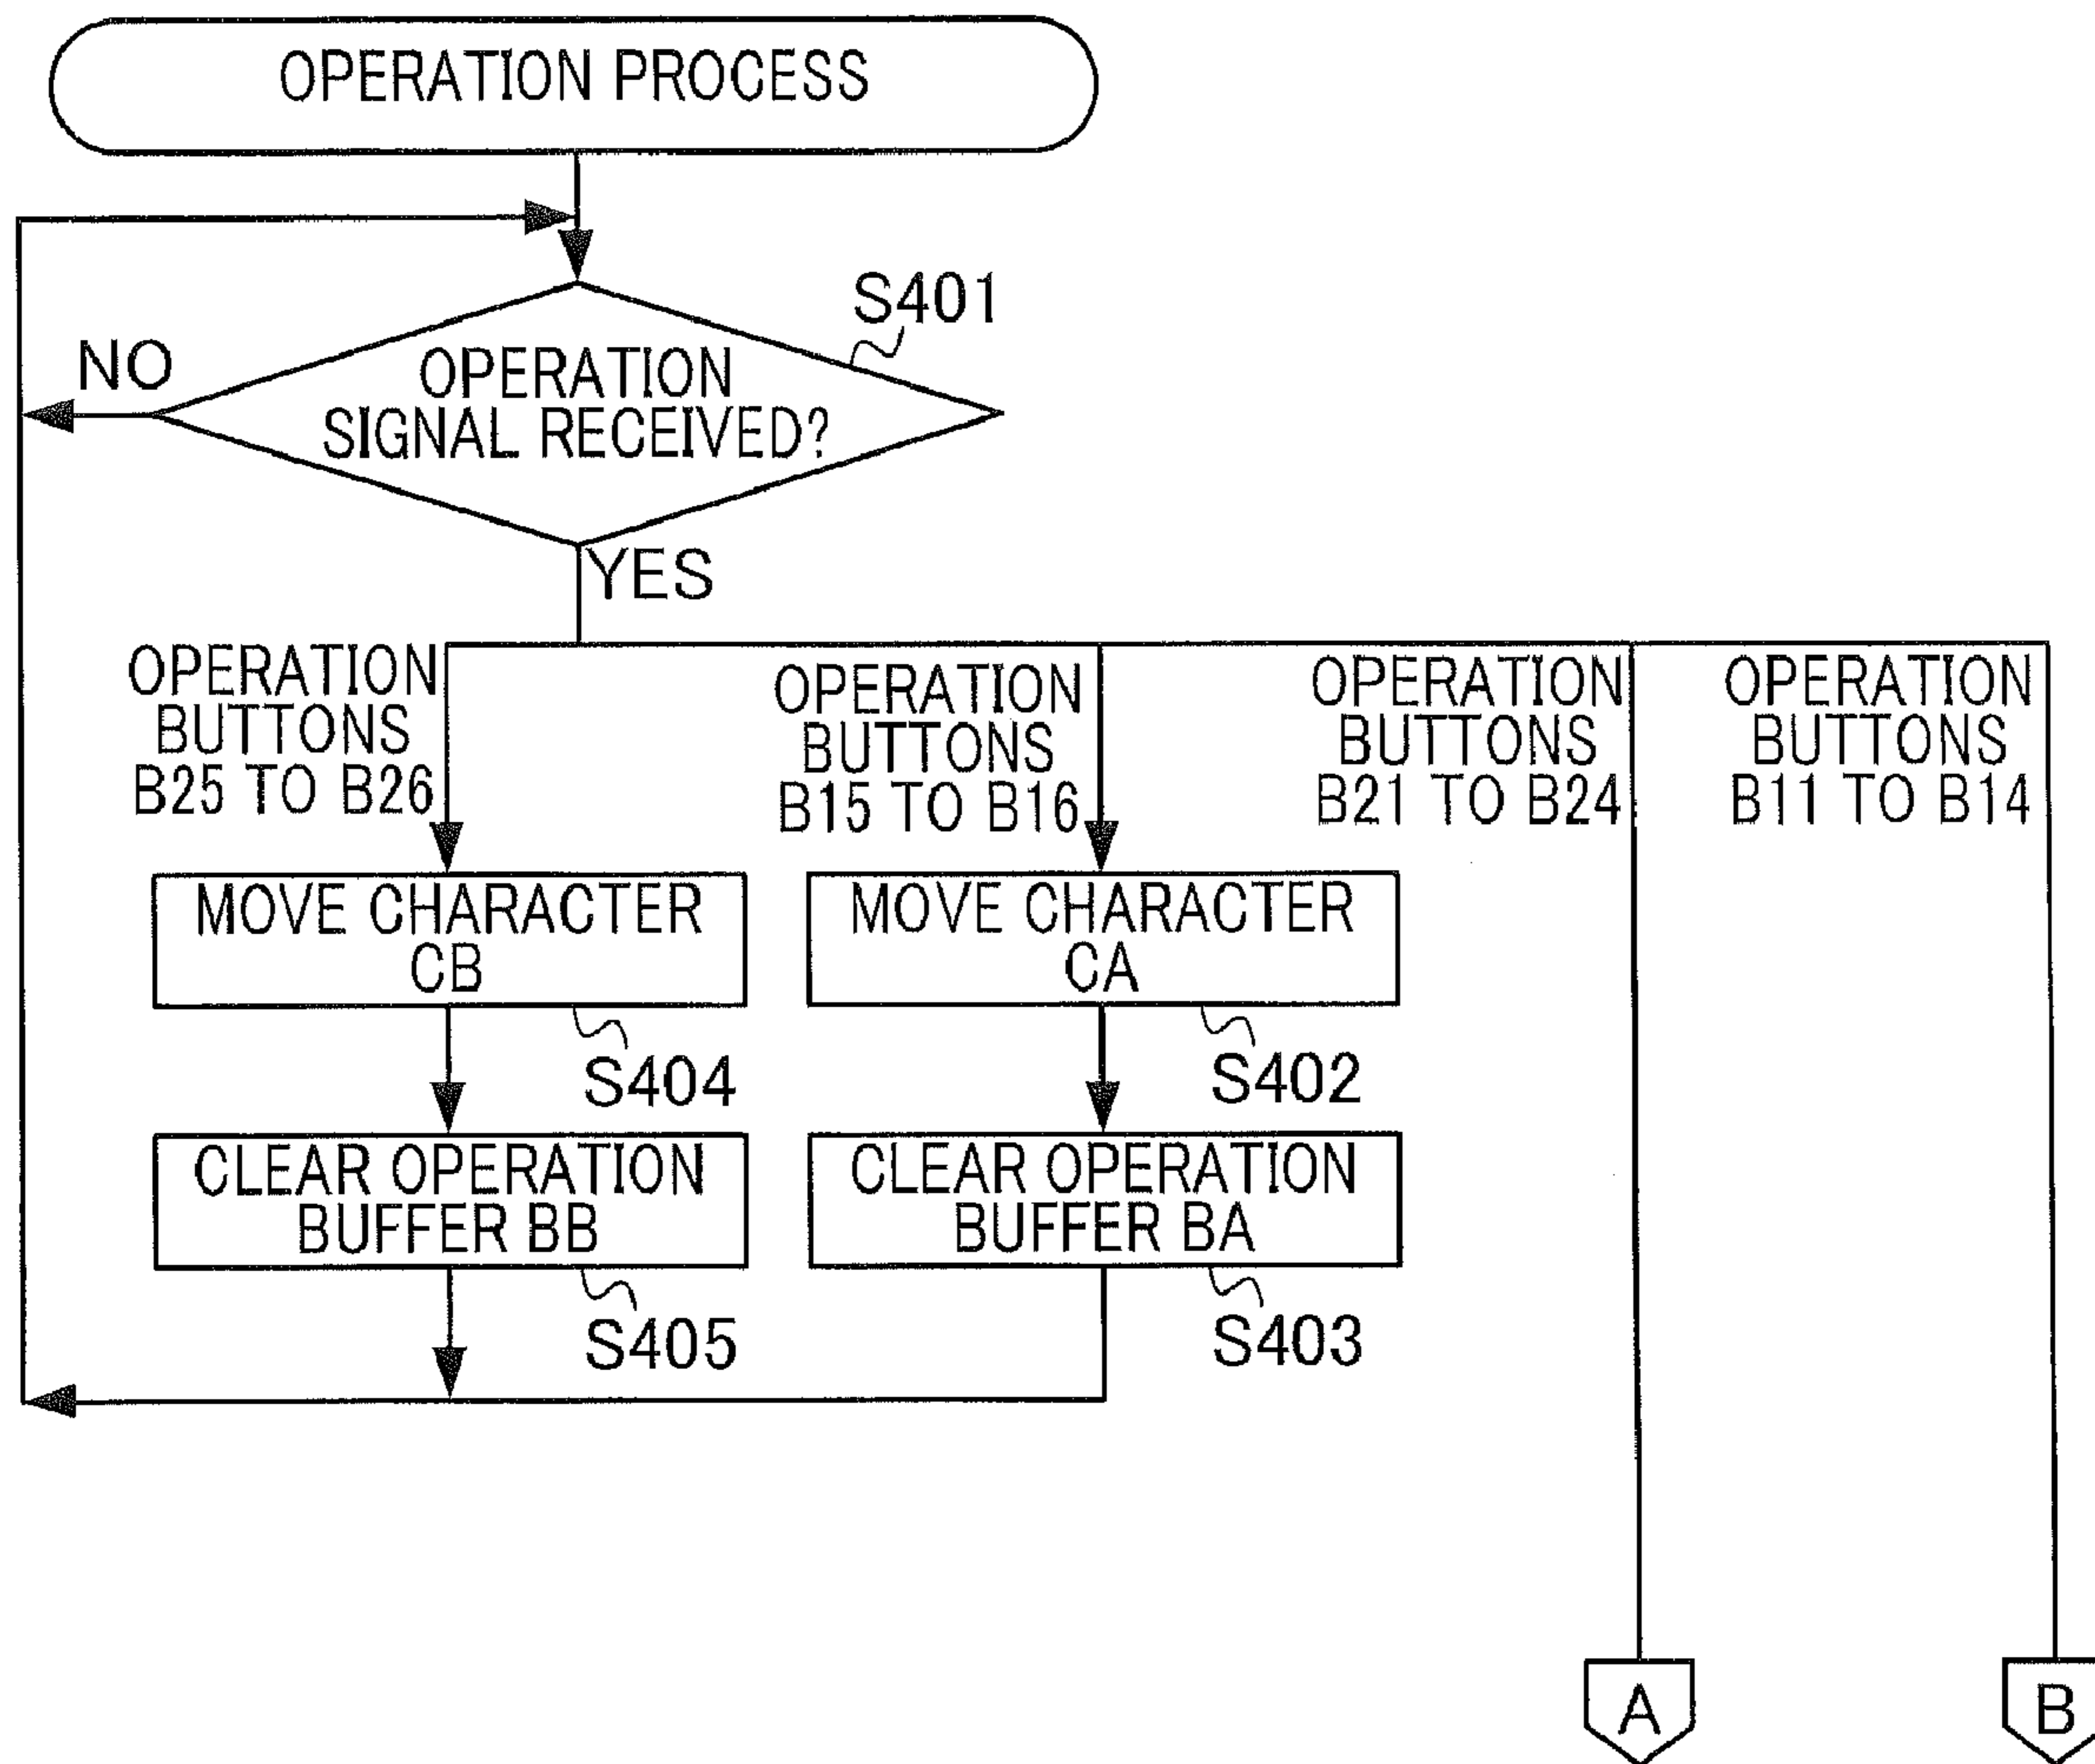 OPERATION PROCESS
S401
NO
OPERATION
SIGNAL RECEIVED?
YES
OPERATION
BUTTONS
B25 TO B26
OPERATION
BUTTONS
B15 TO B16
OPERATION
BUTTONS
B21 TO B24
OPERATION
BUTTONS
B11 TO B14
MOVE CHARACTER
CB
S404
MOVE CHARACTER
CA
S402
CLEAR OPERATION
BUFFER BB
S405
CLEAR OPERATION
BUFFER BA
S403
A
B